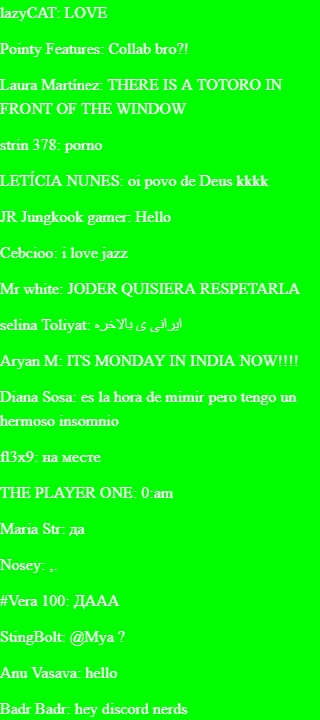 lazyCAT: LOVE
Pointy Features: Collab bro?!
Laura Martínez: THERE IS A TOTORO IN
FRONT OF THE WINDOW
strin 378: porno
LETÍCIA NUNES: oi povo de Deus kkkk
JR Jungkook gamer: Hello
Cebcioo: i love jazz
Mr white: JODER QUISIERA RESPETARLA
selina Toliyat: ایرانی ی بالاخره
Aryan M: ITS MONDAY IN INDIA NOW!!!!
Diana Sosa: es la hora de mimir pero tengo un
hermoso insomnio
fl3x9: на месте
THE PLAYER ONE: 0:am
Maria Str: да
Nosey: ,.
#Vera 100: ДААА
StingBolt: @Mya ?
Anu Vasava: hello
Badr Badr: hey discord nerds